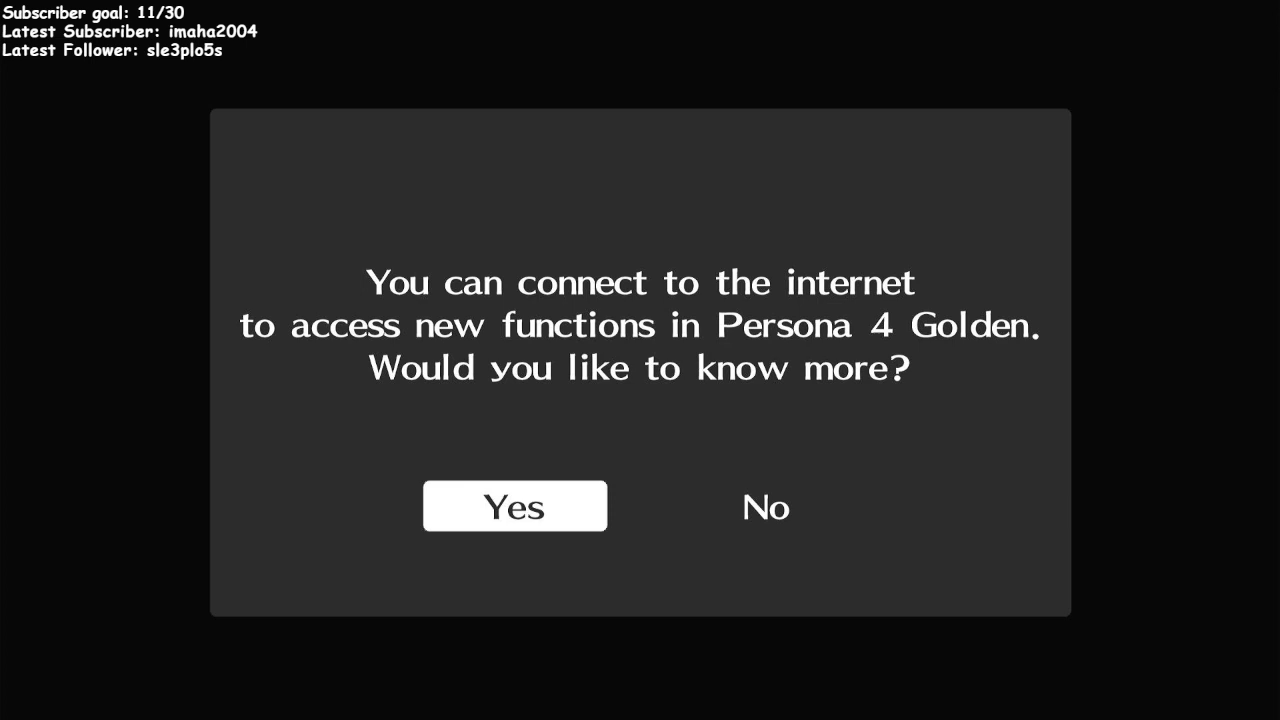 Subscriber goal: 11/30
Latest Subscriber: imaha2004
Latest Follower: sle3plo5s
You can connect to the internet
to access new functions in Persona 4 Golden.
Would you like to know more?
Yes No